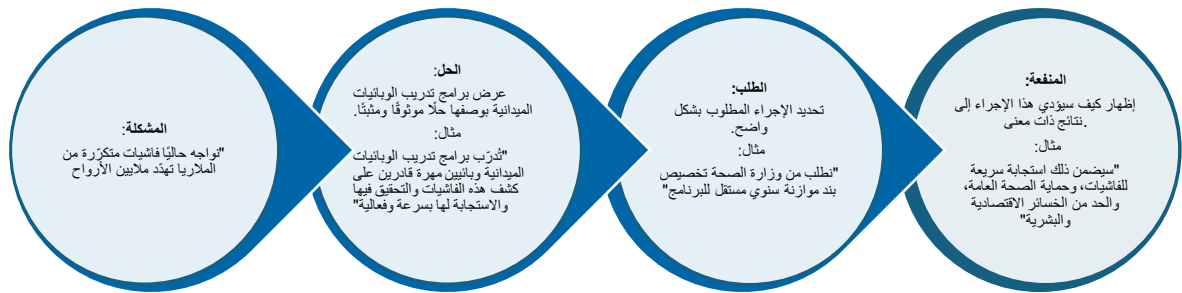 المشكلة:
"نواجه حاليًا فاشيات متكرّرة من
الملاريا تهدّد ملايين الأرواح
الحل:
عرض برامج تدريب الوبائيات
الميدانية بوصفها حلًا موثوقًا ومثبتًا.
مثال:
"تُدرّب برامج تدريب الوبائيات
الميدانية وبائيين مهرة قادرين على
كشف هذه الفاشيات والتحقيق فيها
والاستجابة لها بسرعة وفعالية"
الطلب:
تحديد الإجراء المطلوب بشكل
واضح.
مثال:
"نطلب من وزارة الصحة تخصيص
بند موازنة سنوي مستقل للبرنامج"
المنفعة:
إظهار كيف سيؤدي هذا الإجراء إلى
.نتائج ذات معنى
مثال:
"سيضمن ذلك استجابة سريعة
للفاشيات، وحماية الصحة العامة،
والحد من الخسائر الاقتصادية
والبشرية"